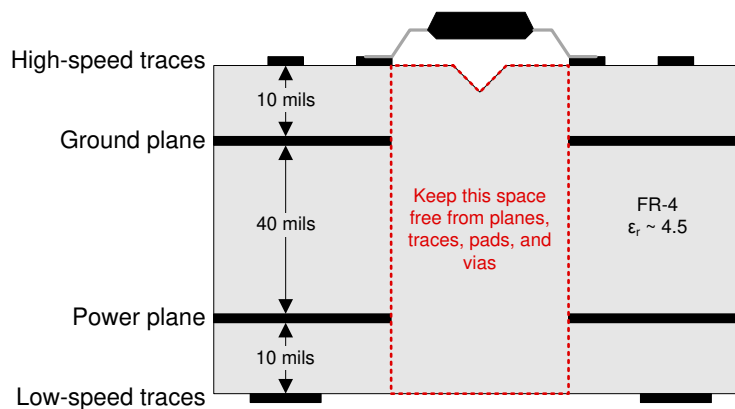 High-speed traces
10 mils
Ground plane
Keep this space
free from planes,
traces, pads, and
vias
40 mils
FR-4
εr ~ 4.5
Power plane
10 mils
Low-speed traces